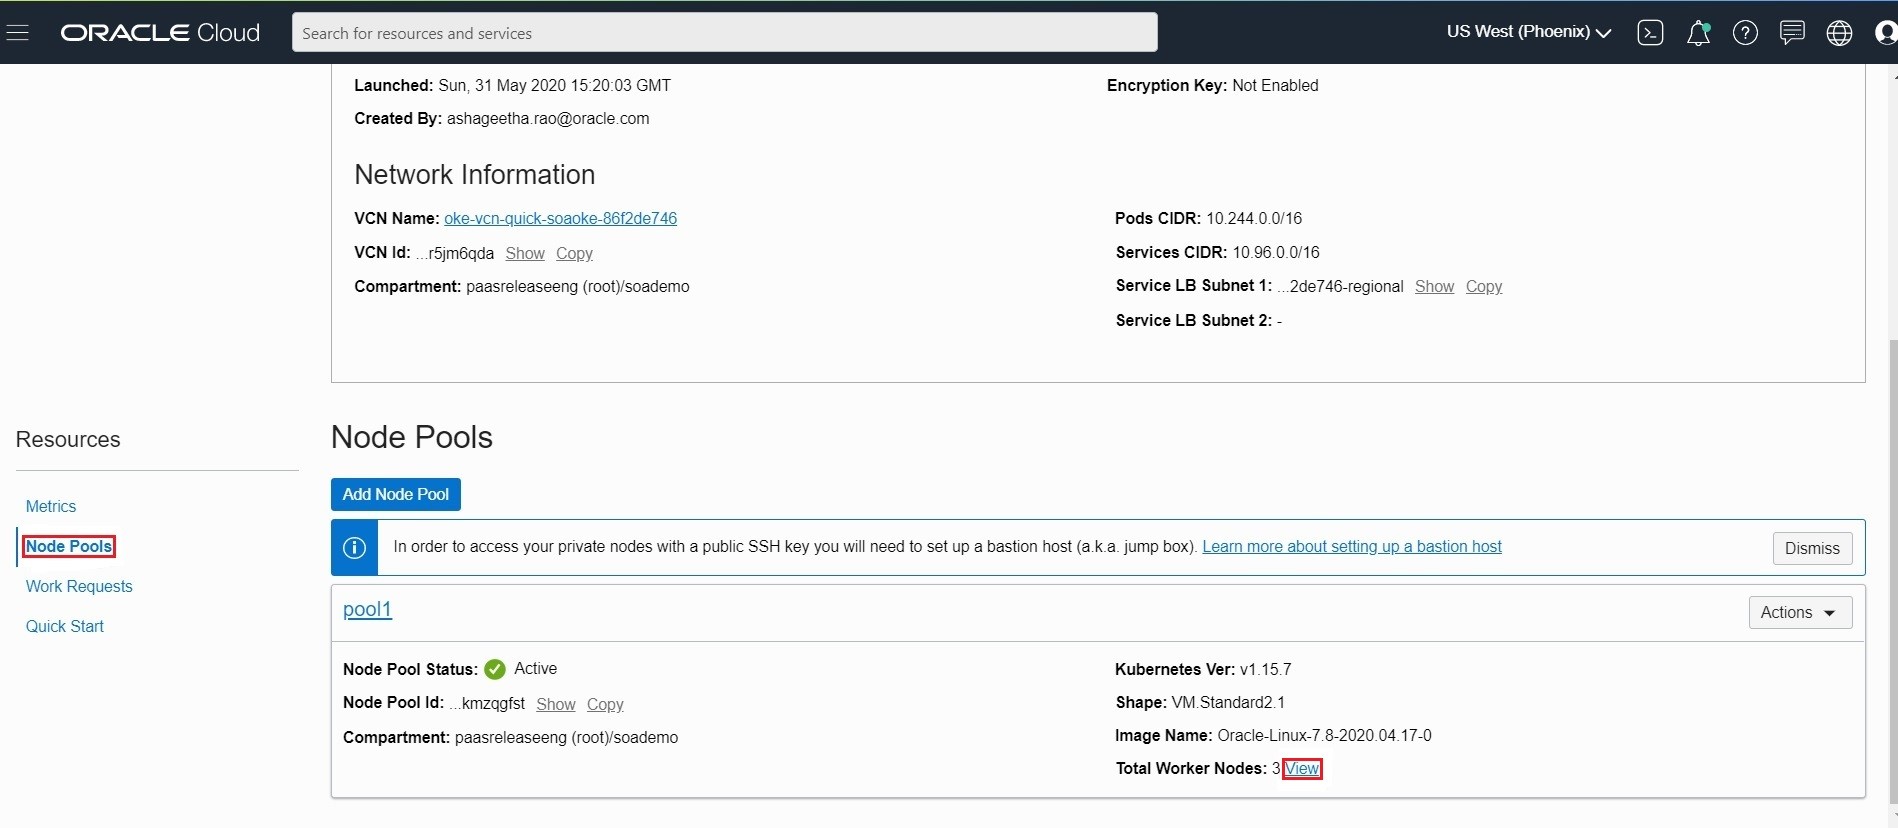 ORACLE Cloud
Search for resources and services
US West (Phoenix)
Launched: Sun, 31 May 2020 15:20:03 GMT
Encryption Key: Not Enabled
Created By: ashageetha.rao@oracle.com
Network Information
VCN Name: oke-vcn-quick-soaoke-86f2de746
Pods CIDR: 10.244.0.0/16
VCN Id: ...r5jm6qda Show Copy
Services CIDR: 10.96.0.0/16
Compartment: paasreleaseeng (root)/soademo
Service LB Subnet 1: ...2de746-regional Show Copy
Service LB Subnet 2: -
Resources
Metrics
Node Pools
Work Requests
Quick Start
Node Pools
Add Node Pool
In order to access your private nodes with a public SSH key you will need to set up a bastion host (a.k.a. jump box). Learn more about setting up a bastion host
Dismiss
pool1
Actions
Node Pool Status: Active
Kubernetes Ver: v1.15.7
Node Pool Id: ...kmzqgfst Show Copy
Shape: VM.Standard2.1
Compartment: paasreleaseeng (root)/soademo
Image Name: Oracle-Linux-7.8-2020.04.17-0
Total Worker Nodes: 3 View